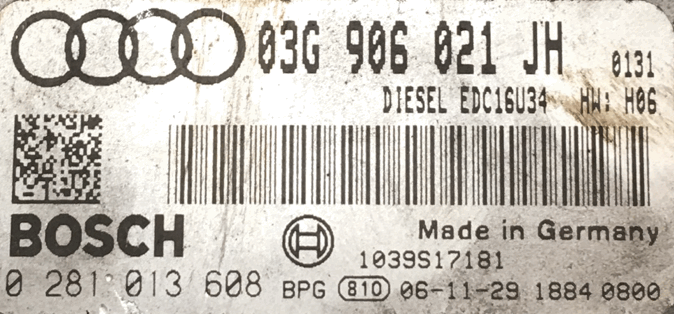 03G 906 021 JH 0131
DIESEL EDC16U34 HW: H06
BOSCH
Made in Germany
1039S17181
0 281 013 608 BPG 810 06-11-29 1884 0800